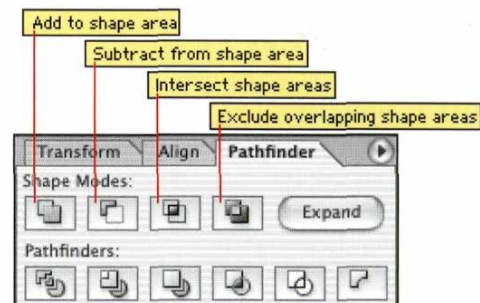 Add to shape area
Subtract from shape area
Intersect shape areas
Exclude overlapping shape areas
Transform Align Pathfinder
Shape Modes:
Expand
Pathfinders: